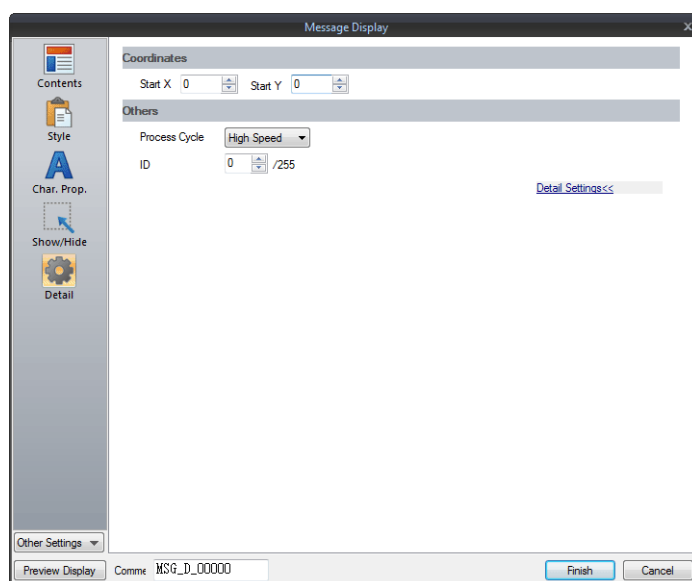 Message Display
X
Contents
Style
Char. Prop.
Show/Hide
Detail
Other Settings
Coordinates
Start X 0 Start Y 0
Others
Process Cycle High Speed
ID 0 /255
Detail Settings<<
Preview Display Comme MSG_D_00000 Finish Cancel